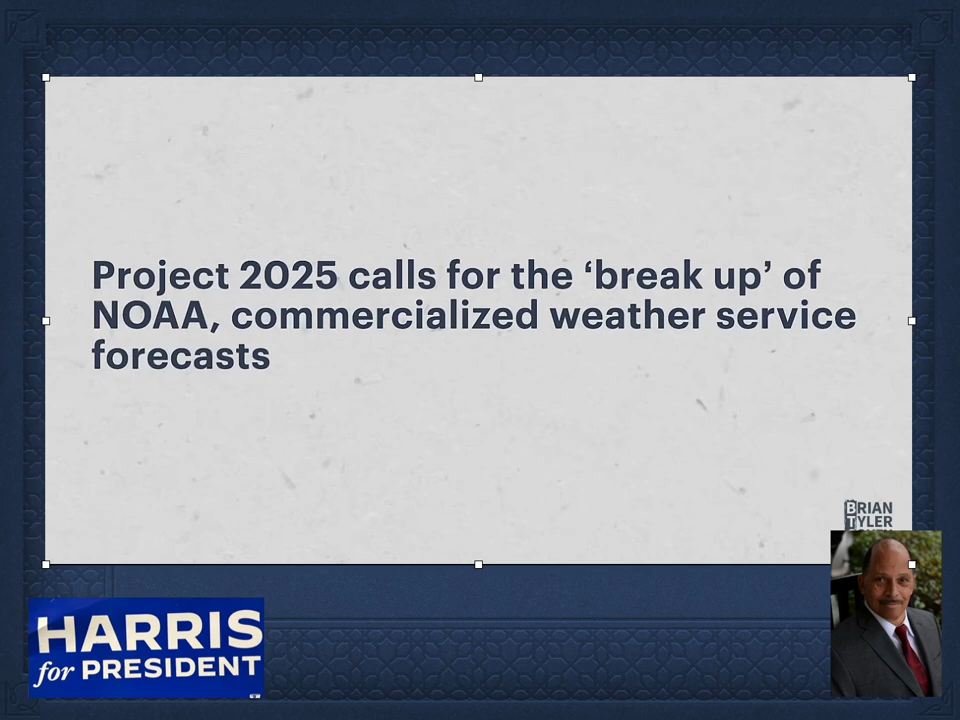 Project 2025 calls for the ‘break up’ of
NOAA, commercialized weather service
forecasts
BRIAN
TYLER
HARRIS
for PRESIDENT